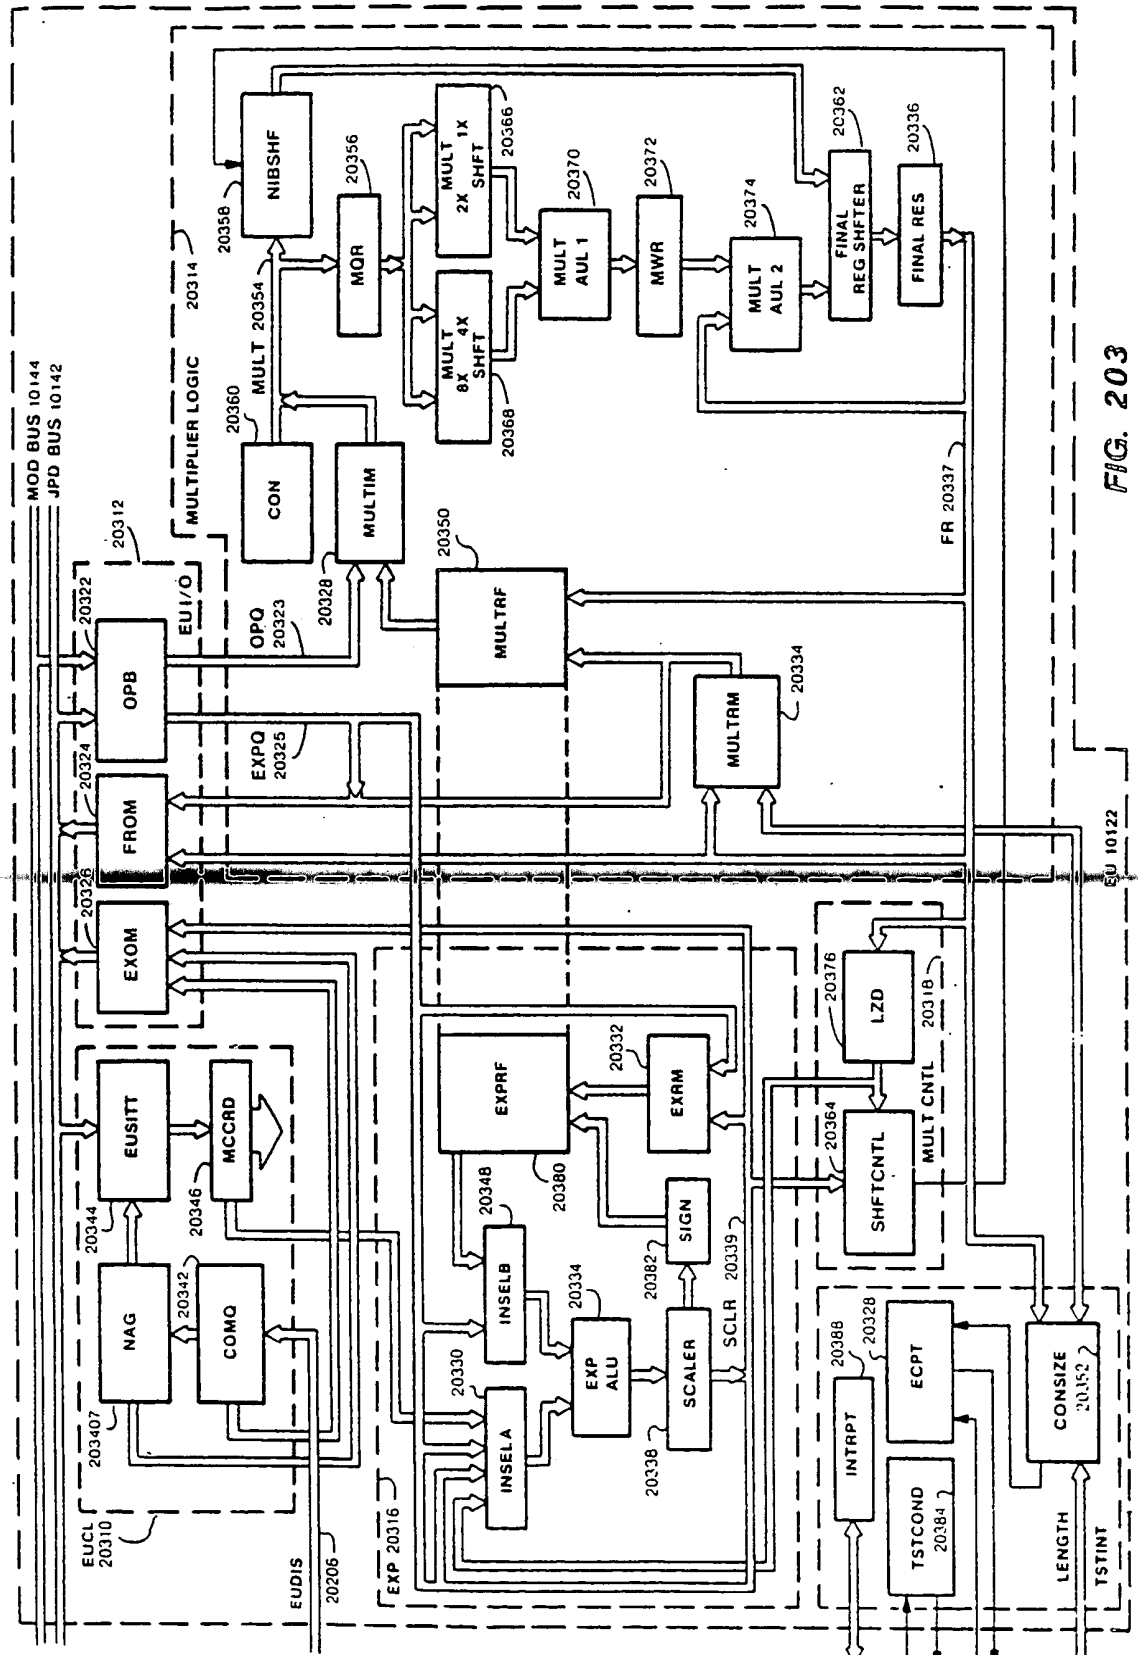 MOD BUS 10144
JPD BUS 10142
EUCL
20310
203407
NAG
20344
EUSITT
20342
COMQ
20346
MCCRD
EUDIS
20206
EXOM
20326
FROM
20324
OPB
20322
20312
EU I/O
EXPQ
20325
OPQ
20323
MULTIPLIER LOGIC
20314
CON
20360
MULT 20354
20358
NIBSHF
MULTIM
20328
MQR
20356
MULT
8X 4X
SHFT
20368
MULT
2X 1X
SHFT
20366
MULT
AUL 1
20370
MWR
20372
MULT
AUL 2
20374
FINAL
REG SHFTER
20362
FINAL RES
20336
FR 20337
MULTRF
20350
MULTRM
20334
EXP 20316
INSELA
20330
INSELB
20348
EXPRF
20380
EXP
ALU
20334
SCALER
20338
SIGN
20382
EXRM
20332
SCLR
20339
SHFTCNTL
20364
LZD
20376
MULT CNTL
20318
INTRPT
20388
TSTCOND
20384
ECPT
20328
CONSIZE
20352
LENGTH
TSTINT
EU 10122
FIG. 203